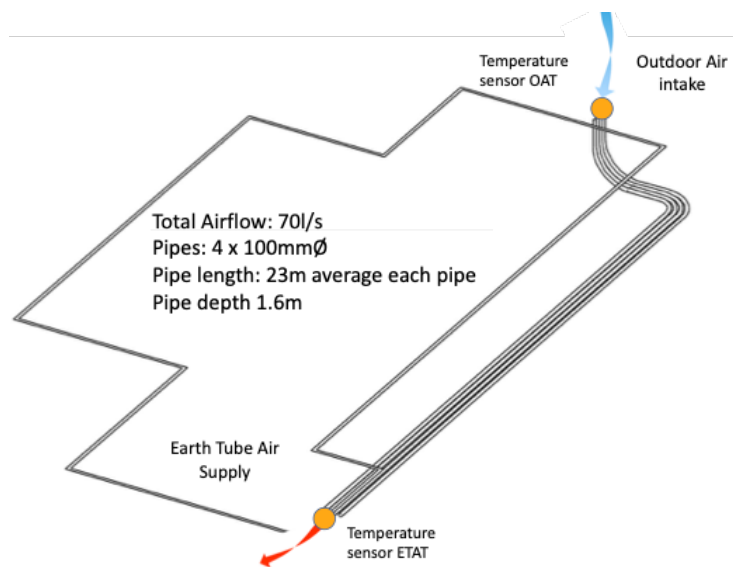 Temperature
sensor OAT
Outdoor Air
intake
Total Airflow: 70l/s
Pipes: 4 x 100mmØ
Pipe length: 23m average each pipe
Pipe depth 1.6m
Earth Tube Air
Supply
Temperature
sensor ETAT